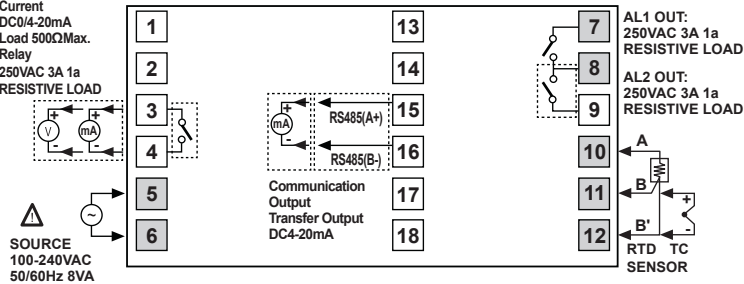 Current
DC0/4-20mA
Load 500ΩMax.
Relay
250VAC 3A 1a
RESISTIVE LOAD
+ +
V mA
- -
1
2
3
4
5
6
~
SOURCE
100-240VAC
50/60Hz 8VA
13
14
15
16
17
18
+
mA
-
RS485(A+)
RS485(B-)
Communication
Output
Transfer Output
DC4-20mA
7
8
9
10
11
12
AL1 OUT:
250VAC 3A 1a
RESISTIVE LOAD
AL2 OUT:
250VAC 3A 1a
RESISTIVE LOAD
A
B
B'
+
-
RTD TC
SENSOR